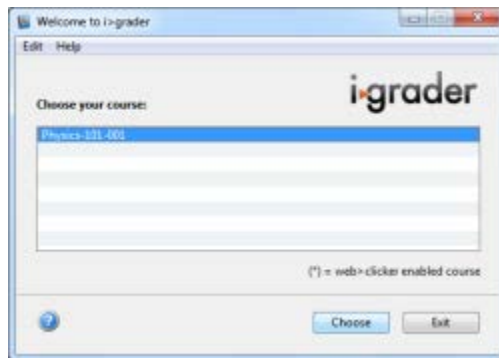 Welcome to i>grader
Edit Help
i>grader
Choose your course:
Physics-101-001
(*) = web>clicker enabled course
?
Choose Exit